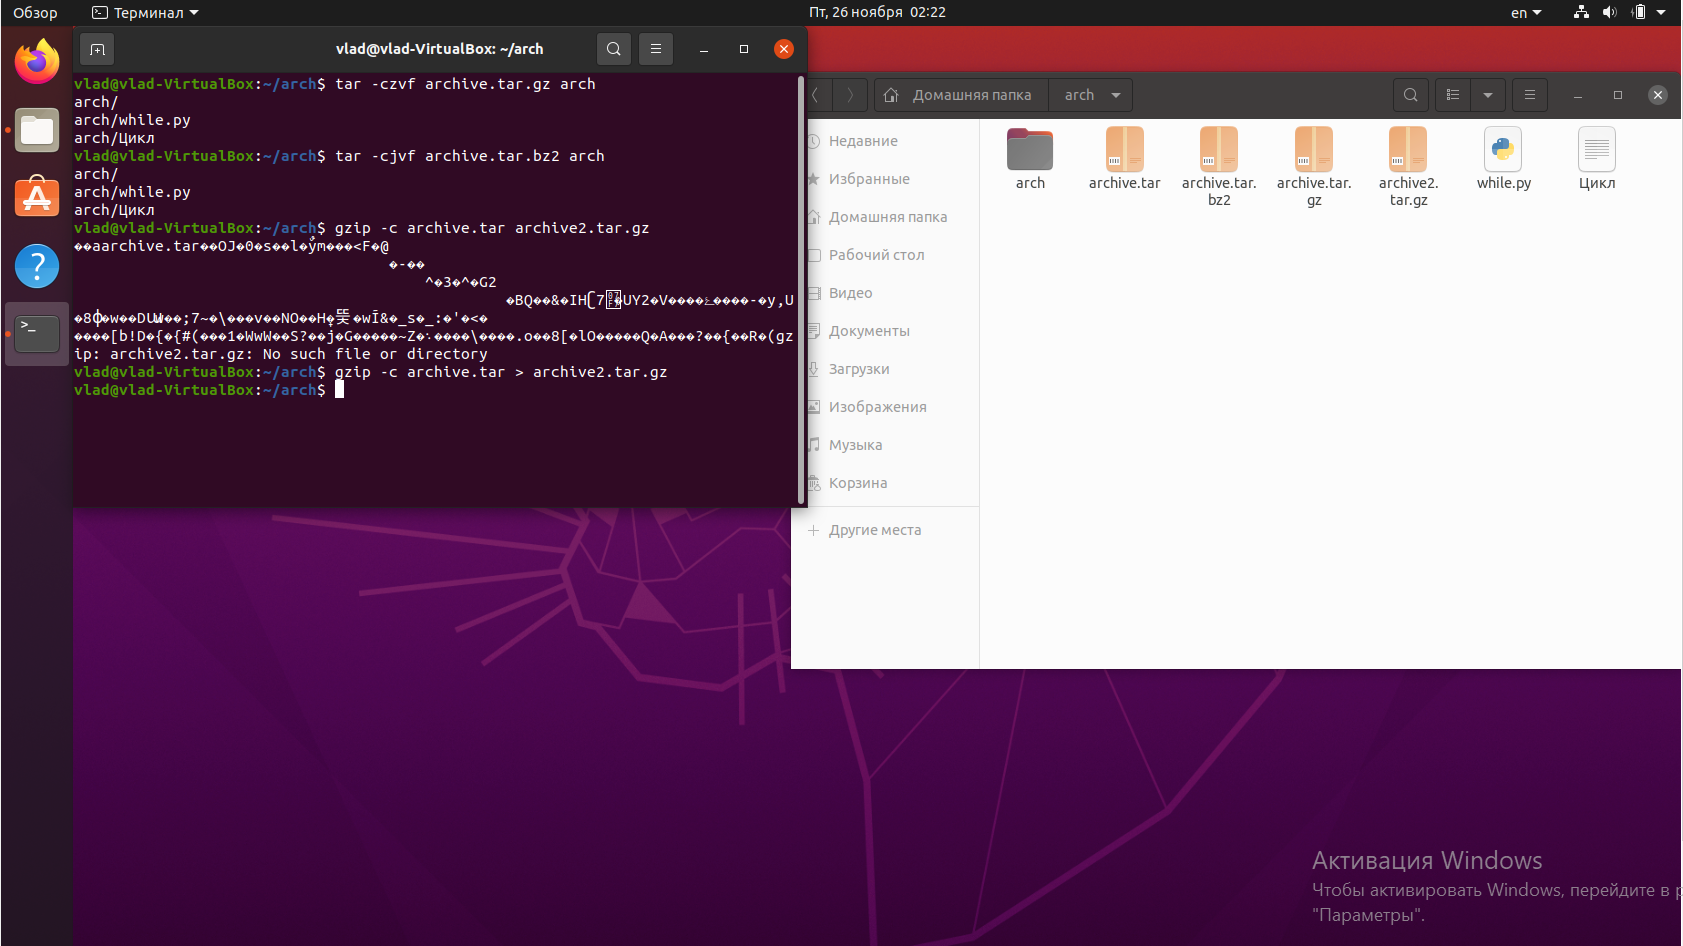 Обзор
Терминал
Пт, 26 ноября 02:22
en
vlad@vlad-VirtualBox: ~/arch
vlad@vlad-VirtualBox:~/arch$ tar -czvf archive.tar.gz arch
arch/
arch/while.py
arch/Цикл
vlad@vlad-VirtualBox:~/arch$ tar -cjvf archive.tar.bz2 arch
arch/
arch/while.py
arch/Цикл
vlad@vlad-VirtualBox:~/arch$ gzip -c archive.tar archive2.tar.gz
ip: archive2.tar.gz: No such file or directory
vlad@vlad-VirtualBox:~/arch$ gzip -c archive.tar > archive2.tar.gz
vlad@vlad-VirtualBox:~/arch$
Домашняя папка
arch
Недавние
Избранные
Домашняя папка
Рабочий стол
Видео
Документы
Загрузки
Изображения
Музыка
Корзина
Другие места
arch
archive.tar
archive.tar.
bz2
archive.tar.
gz
archive2.
tar.gz
while.py
Цикл
Активация Windows
Чтобы активировать Windows, перейдите в
"Параметры".